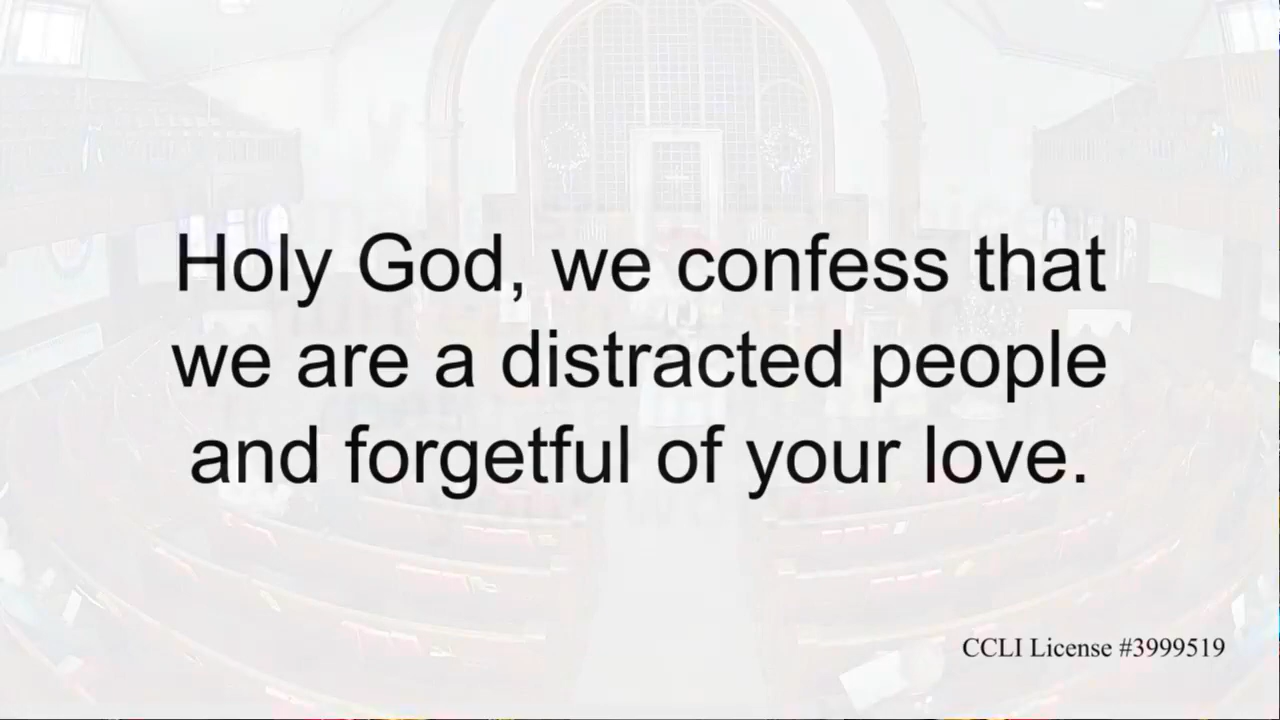 Holy God, we confess that
we are a distracted people
and forgetful of your love.
CCLI License #3999519